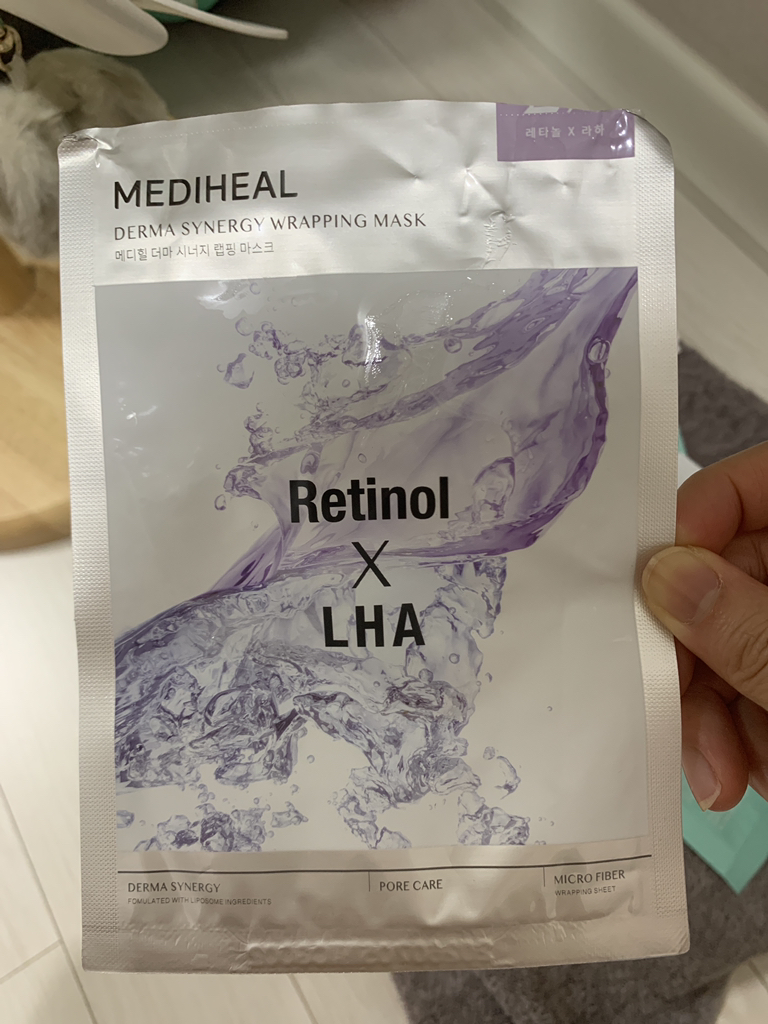 레타놀 X 라하
MEDIHEAL
DERMA SYNERGY WRAPPING MASK
메디힐 더마 시너지 랩핑 마스크
Retinol
X
LHA
DERMA SYNERGY
FOMULATED WITH LIPOSOME INGREDIENTS
PORE CARE
MICRO FIBER
WRAPPING SHEET